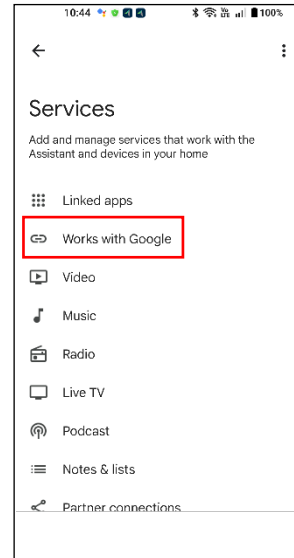 10:44 100%
Services
Add and manage services that work with the
Assistant and devices in your home
Linked apps
Works with Google
Video
Music
Radio
Live TV
Podcast
Notes & lists
Partner connections